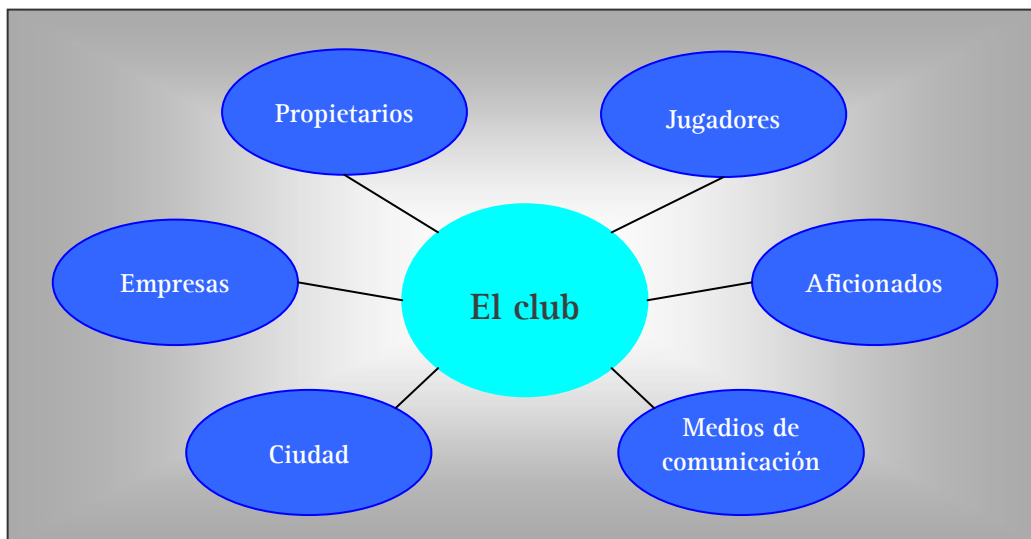 Propietarios
Jugadores
Empresas
El club
Aficionados
Ciudad
Medios de
comunicación